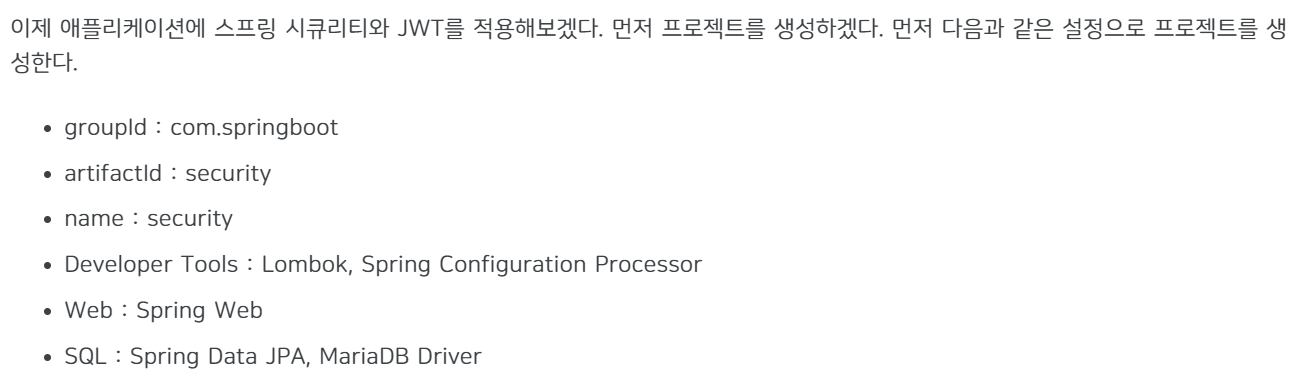 이제 애플리케이션에 스프링 시큐리티와 JWT를 적용해보겠다. 먼저 프로젝트를 생성하겠다. 먼저 다음과 같은 설정으로 프로젝트를 생
성한다.
• groupId : com.springboot
• artifactId : security
• name : security
• Developer Tools : Lombok, Spring Configuration Processor
• Web : Spring Web
• SQL : Spring Data JPA, MariaDB Driver